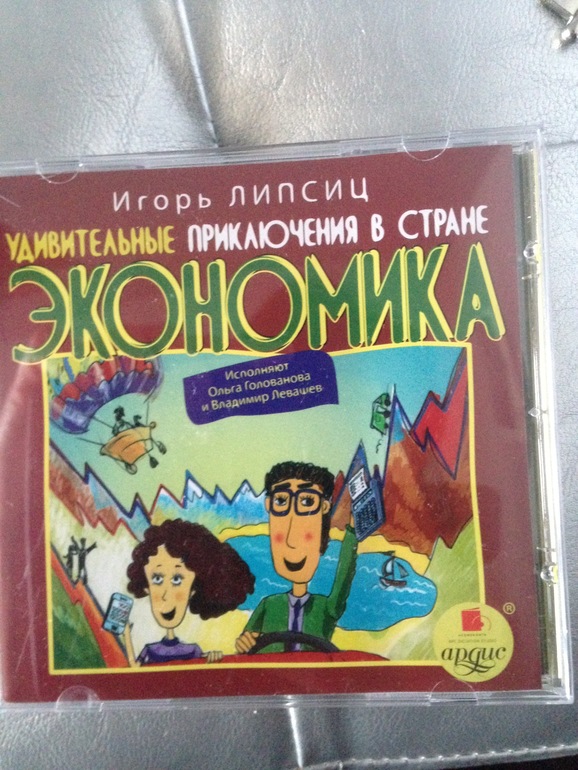 Игорь ЛИПСИЦ
УДИВИТЕЛЬНЫЕ ПРИКЛЮЧЕНИЯ В СТРАНЕ
ЭКОНОМИКА
Исполняют
Ольга Голованова
и Владимир Левашев
®
ардис